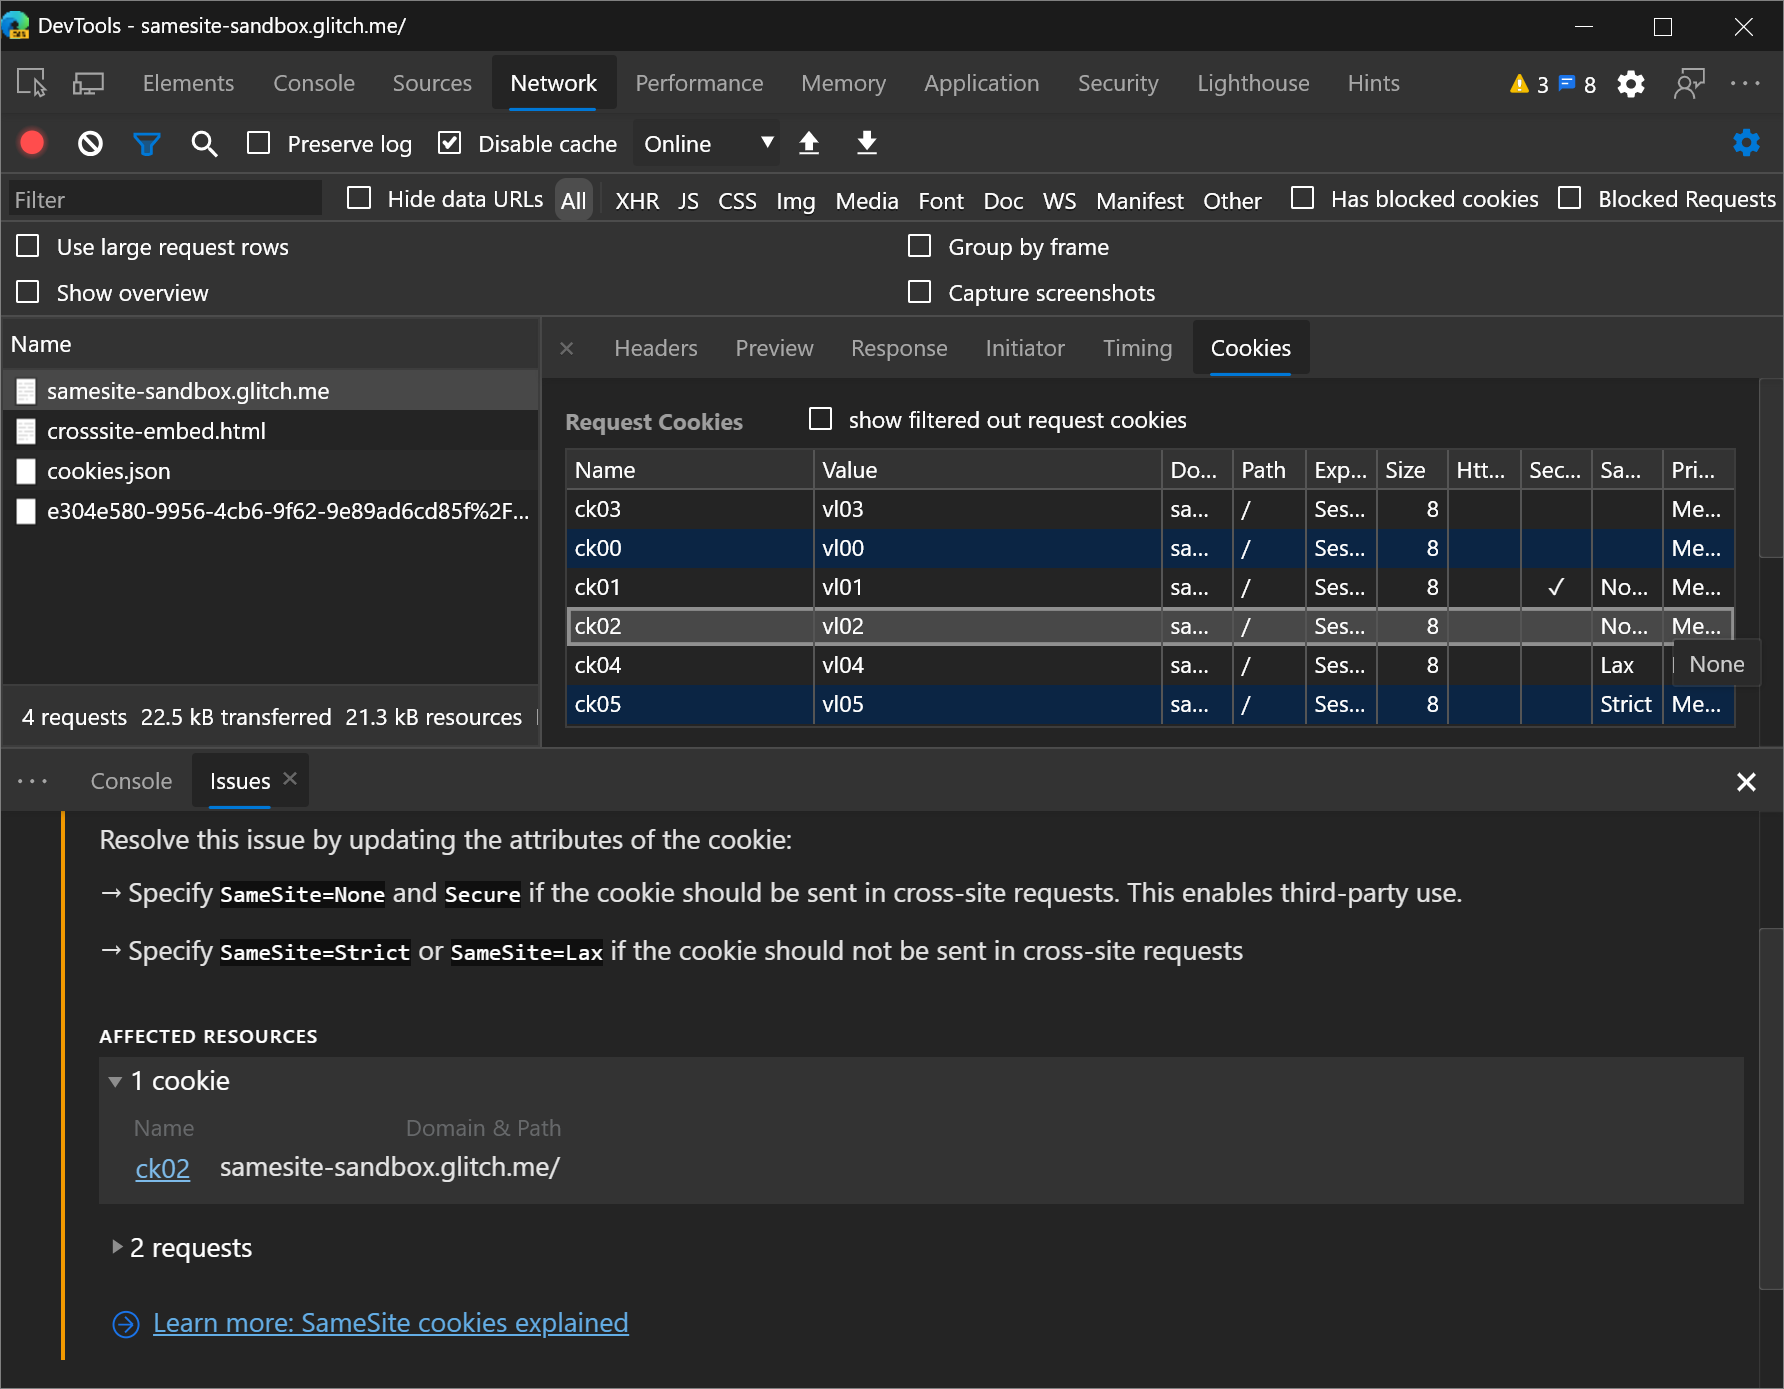 DevTools - samesite-sandbox.glitch.me/
Elements Console Sources Network Performance Memory Application Security Lighthouse Hints 3 8
Preserve log Disable cache Online
Filter Hide data URLs All XHR JS CSS Img Media Font Doc WS Manifest Other Has blocked cookies Blocked Requests
Use large request rows Group by frame
Show overview Capture screenshots
Name
samesite-sandbox.glitch.me
crosssite-embed.html
cookies.json
e304e580-9956-4cb6-9f62-9e89ad6cd85f%2F...
4 requests 22.5 kB transferred 21.3 kB resources
Headers Preview Response Initiator Timing Cookies
Request Cookies show filtered out request cookies
Name Value Do... Path Exp... Size Htt... Sec... Sa... Pri...
ck03 vl03 sa... / Ses... 8 Me...
ck00 vl00 sa... / Ses... 8 Me...
ck01 vl01 sa... / Ses... 8 ✓ No... Me...
ck02 vl02 sa... / Ses... 8 No... Me...
ck04 vl04 sa... / Ses... 8 Lax
None
ck05 vl05 sa... / Ses... 8 Strict Me...
Console Issues
Resolve this issue by updating the attributes of the cookie:
→ Specify SameSite=None and Secure if the cookie should be sent in cross-site requests. This enables third-party use.
→ Specify SameSite=Strict or SameSite=Lax if the cookie should not be sent in cross-site requests
AFFECTED RESOURCES
1 cookie
Name Domain & Path
ck02 samesite-sandbox.glitch.me/
2 requests
Learn more: SameSite cookies explained